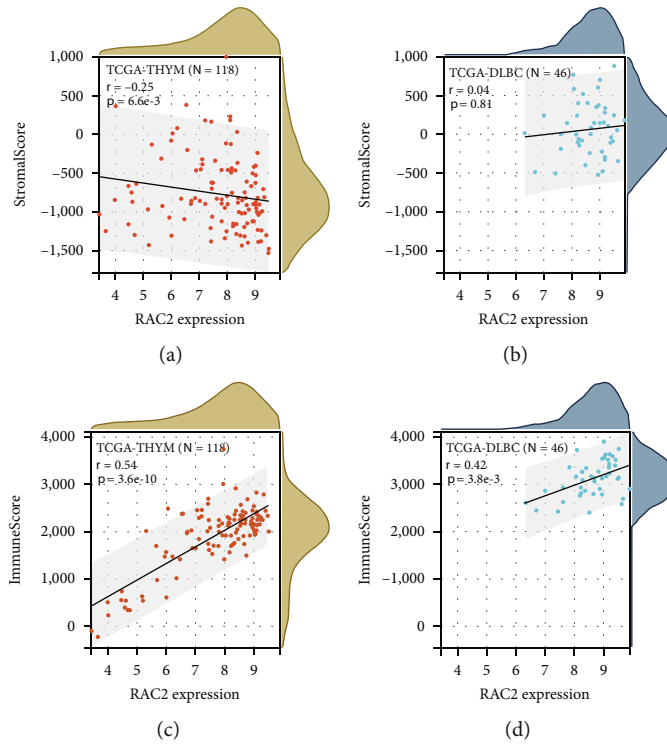 1,000
500
0
−500
−1,000
−1,500
StromalScore
TCGA-THYM (N = 118)
r = −0.25
p = 6.6e-3
4 5 6 7 8 9
RAC2 expression
(a)
1,000
500
0
−500
−1,000
−1,500
StromalScore
TCGA-DLBC (N = 46)
r = 0.04
p = 0.81
4 5 6 7 8 9
RAC2 expression
(b)
4,000
3,000
2,000
1,000
0
ImmuneScore
TCGA-THYM (N = 118)
r = 0.54
p = 3.6e-10
4 5 6 7 8 9
RAC2 expression
(c)
4,000
3,000
2,000
−1,000
0
ImmuneScore
TCGA-DLBC (N = 46)
r = 0.42
p = 3.8e-3
4 5 6 7 8 9
RAC2 expression
(d)